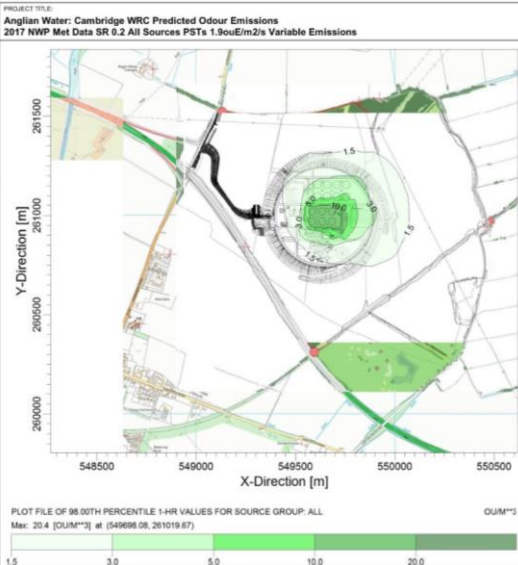 PROJECT TITLE:
Anglian Water: Cambridge WRC Predicted Odour Emissions
2017 NWP Met Data SR 0.2 All Sources PSTs 1.9ouE/m2/s Variable Emissions
Y-Direction [m]
261500
261000
260500
260000
1.5
5.0
10.0
3.0
3.0
1.5
1.5
548500 549000 549500 550000 550500
X-Direction [m]
PLOT FILE OF 98.00TH PERCENTILE 1-HR VALUES FOR SOURCE GROUP: ALL OU/M**3
Max: 20.4 [OU/M**3] at (549698.08, 261019.67)
1.5 3.0 5.0 10.0 20.0